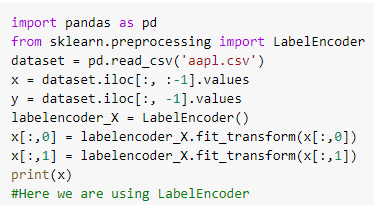 import pandas as pd
from sklearn.preprocessing import LabelEncoder
dataset = pd.read_csv('aapl.csv')
x = dataset.iloc[:, :-1].values
y = dataset.iloc[:, -1].values
labelencoder_X = LabelEncoder()
x[:,0] = labelencoder_X.fit_transform(x[:,0])
x[:,1] = labelencoder_X.fit_transform(x[:,1])
print(x)
#Here we are using LabelEncoder